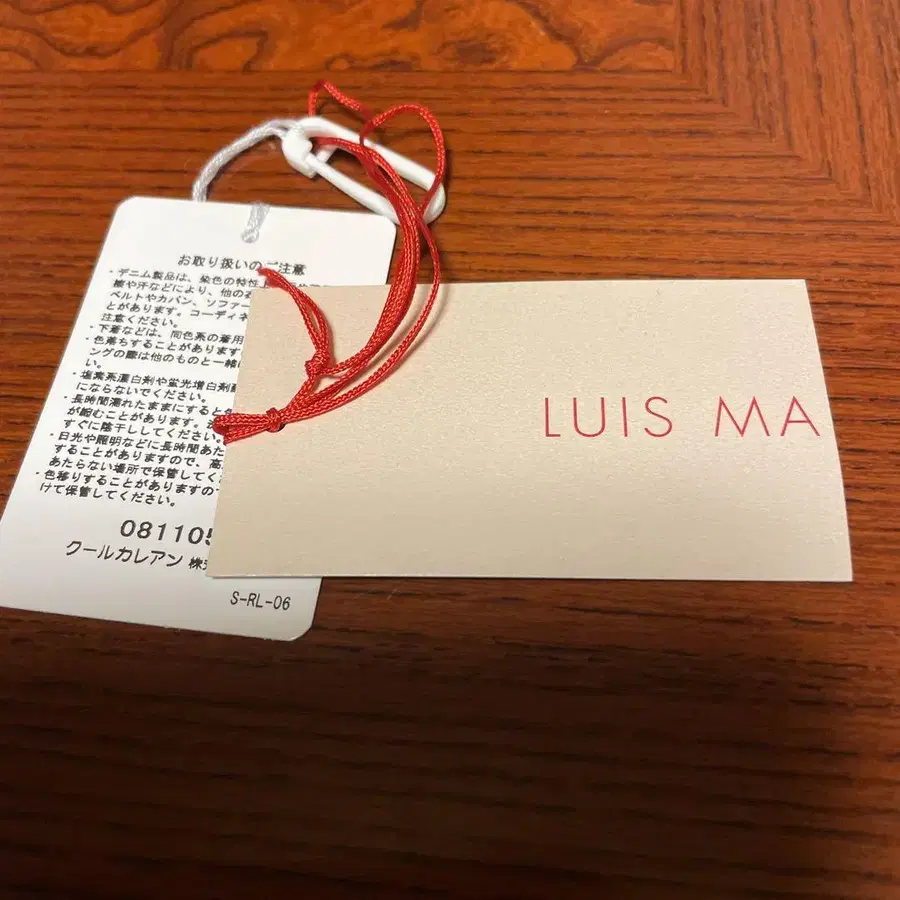 お取り扱いのご注意
・デニム製品は、染色の特性上
擦や汗などにより、他の
ベルトやカバン、ソファー
とがあります。コーディネ
注意ください。
・下着などは、同色系の着用
・色落ちすることがあります
ングの際は他のものと一緒に
い。
・塩素系漂白剤や蛍光増白剤
にならないでください。
・長時間濡れたままにすると
が縮むことがあります。
すぐに陰干ししてください。
・日光や照明などに長時間あた
することがありますので、高
あたらない場所で保管してく
・色移りすることがありますので
けて保管してください。
081105
クールカレアン 株式
S-RL-06
LUIS MA